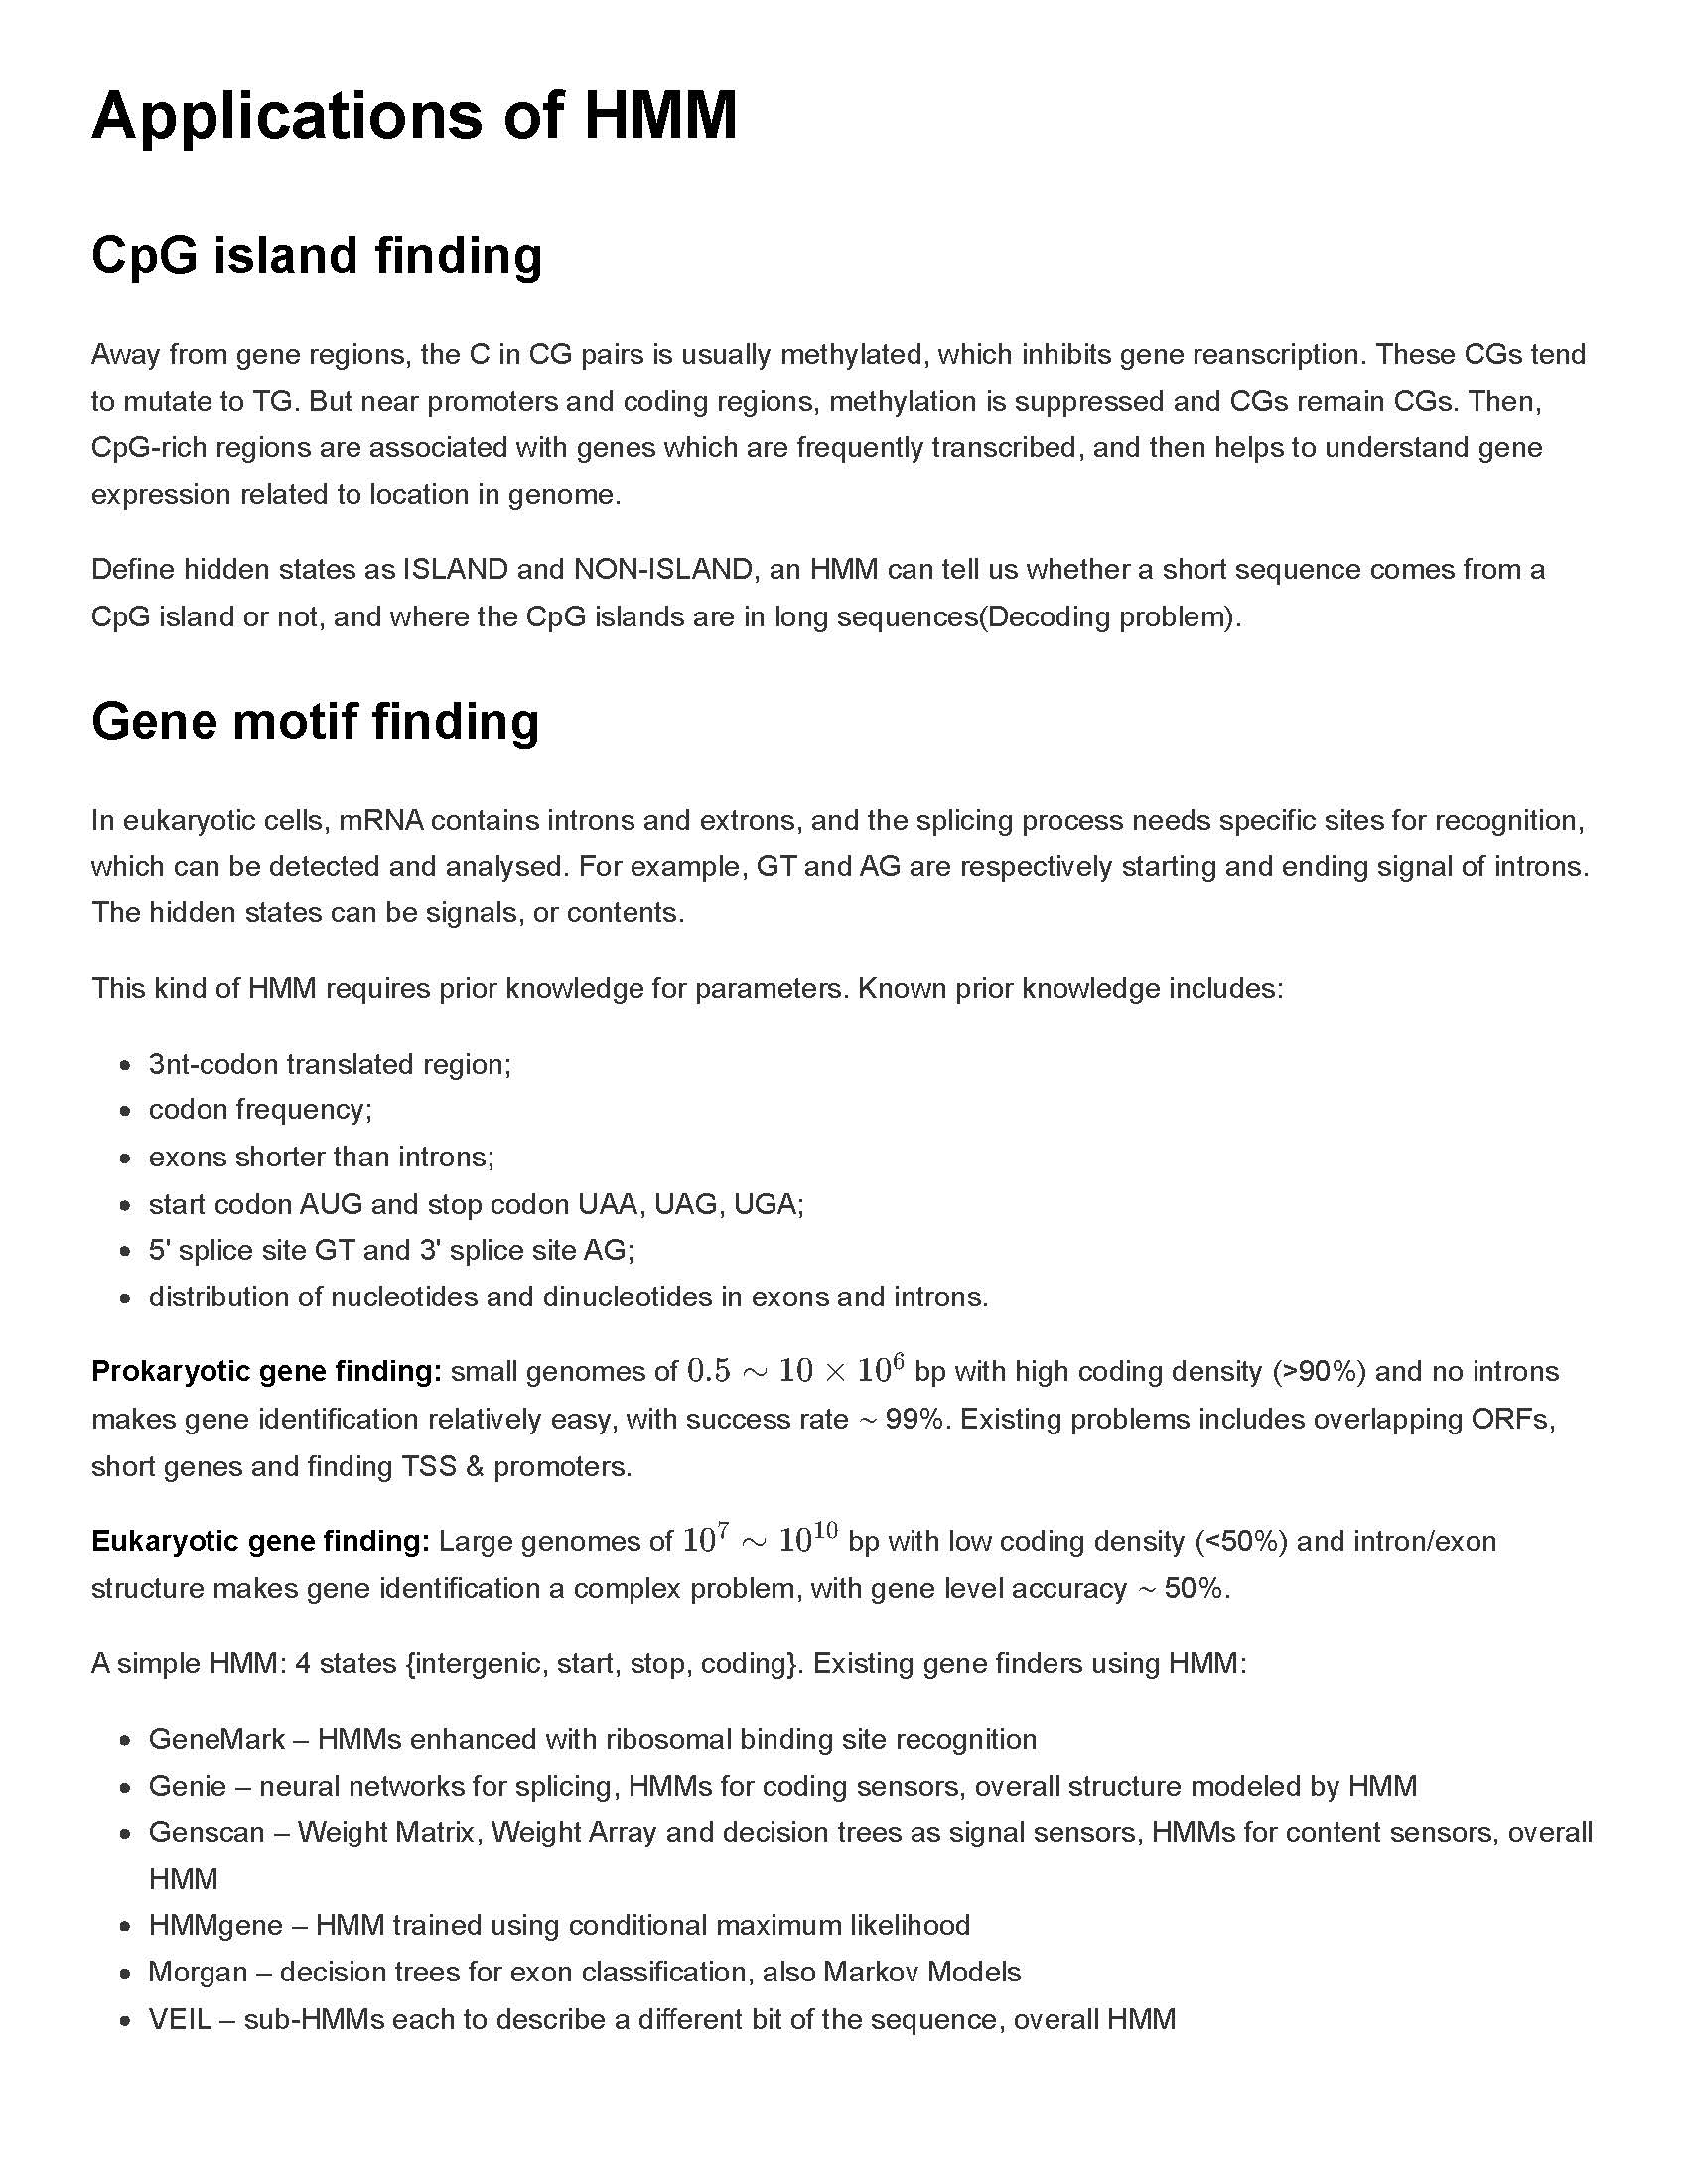 Applications of HMM
CpG island finding
Away from gene regions, the C in CG pairs is usually methylated, which inhibits gene reanscription. These CGs tend
to mutate to TG. But near promoters and coding regions, methylation is suppressed and CGs remain CGs. Then,
CpG-rich regions are associated with genes which are frequently transcribed, and then helps to understand gene
expression related to location in genome.
Define hidden states as ISLAND and NON-ISLAND, an HMM can tell us whether a short sequence comes from a
CpG island or not, and where the CpG islands are in long sequences(Decoding problem).
Gene motif finding
In eukaryotic cells, mRNA contains introns and extrons, and the splicing process needs specific sites for recognition,
which can be detected and analysed. For example, GT and AG are respectively starting and ending signal of introns.
The hidden states can be signals, or contents.
This kind of HMM requires prior knowledge for parameters. Known prior knowledge includes:
• 3nt-codon translated region;
• codon frequency;
• exons shorter than introns;
• start codon AUG and stop codon UAA, UAG, UGA;
• 5' splice site GT and 3' splice site AG;
• distribution of nucleotides and dinucleotides in exons and introns.
Prokaryotic gene finding: small genomes of 0.5 ∼ 10 × 10⁶ bp with high coding density (>90%) and no introns
makes gene identification relatively easy, with success rate ~ 99%. Existing problems includes overlapping ORFs,
short genes and finding TSS & promoters.
Eukaryotic gene finding: Large genomes of 10⁷ ∼ 10¹⁰ bp with low coding density (<50%) and intron/exon
structure makes gene identification a complex problem, with gene level accuracy ~ 50%.
A simple HMM: 4 states {intergenic, start, stop, coding}. Existing gene finders using HMM:
• GeneMark – HMMs enhanced with ribosomal binding site recognition
• Genie – neural networks for splicing, HMMs for coding sensors, overall structure modeled by HMM
• Genscan – Weight Matrix, Weight Array and decision trees as signal sensors, HMMs for content sensors, overall
HMM
• HMMgene – HMM trained using conditional maximum likelihood
• Morgan – decision trees for exon classification, also Markov Models
• VEIL – sub-HMMs each to describe a different bit of the sequence, overall HMM